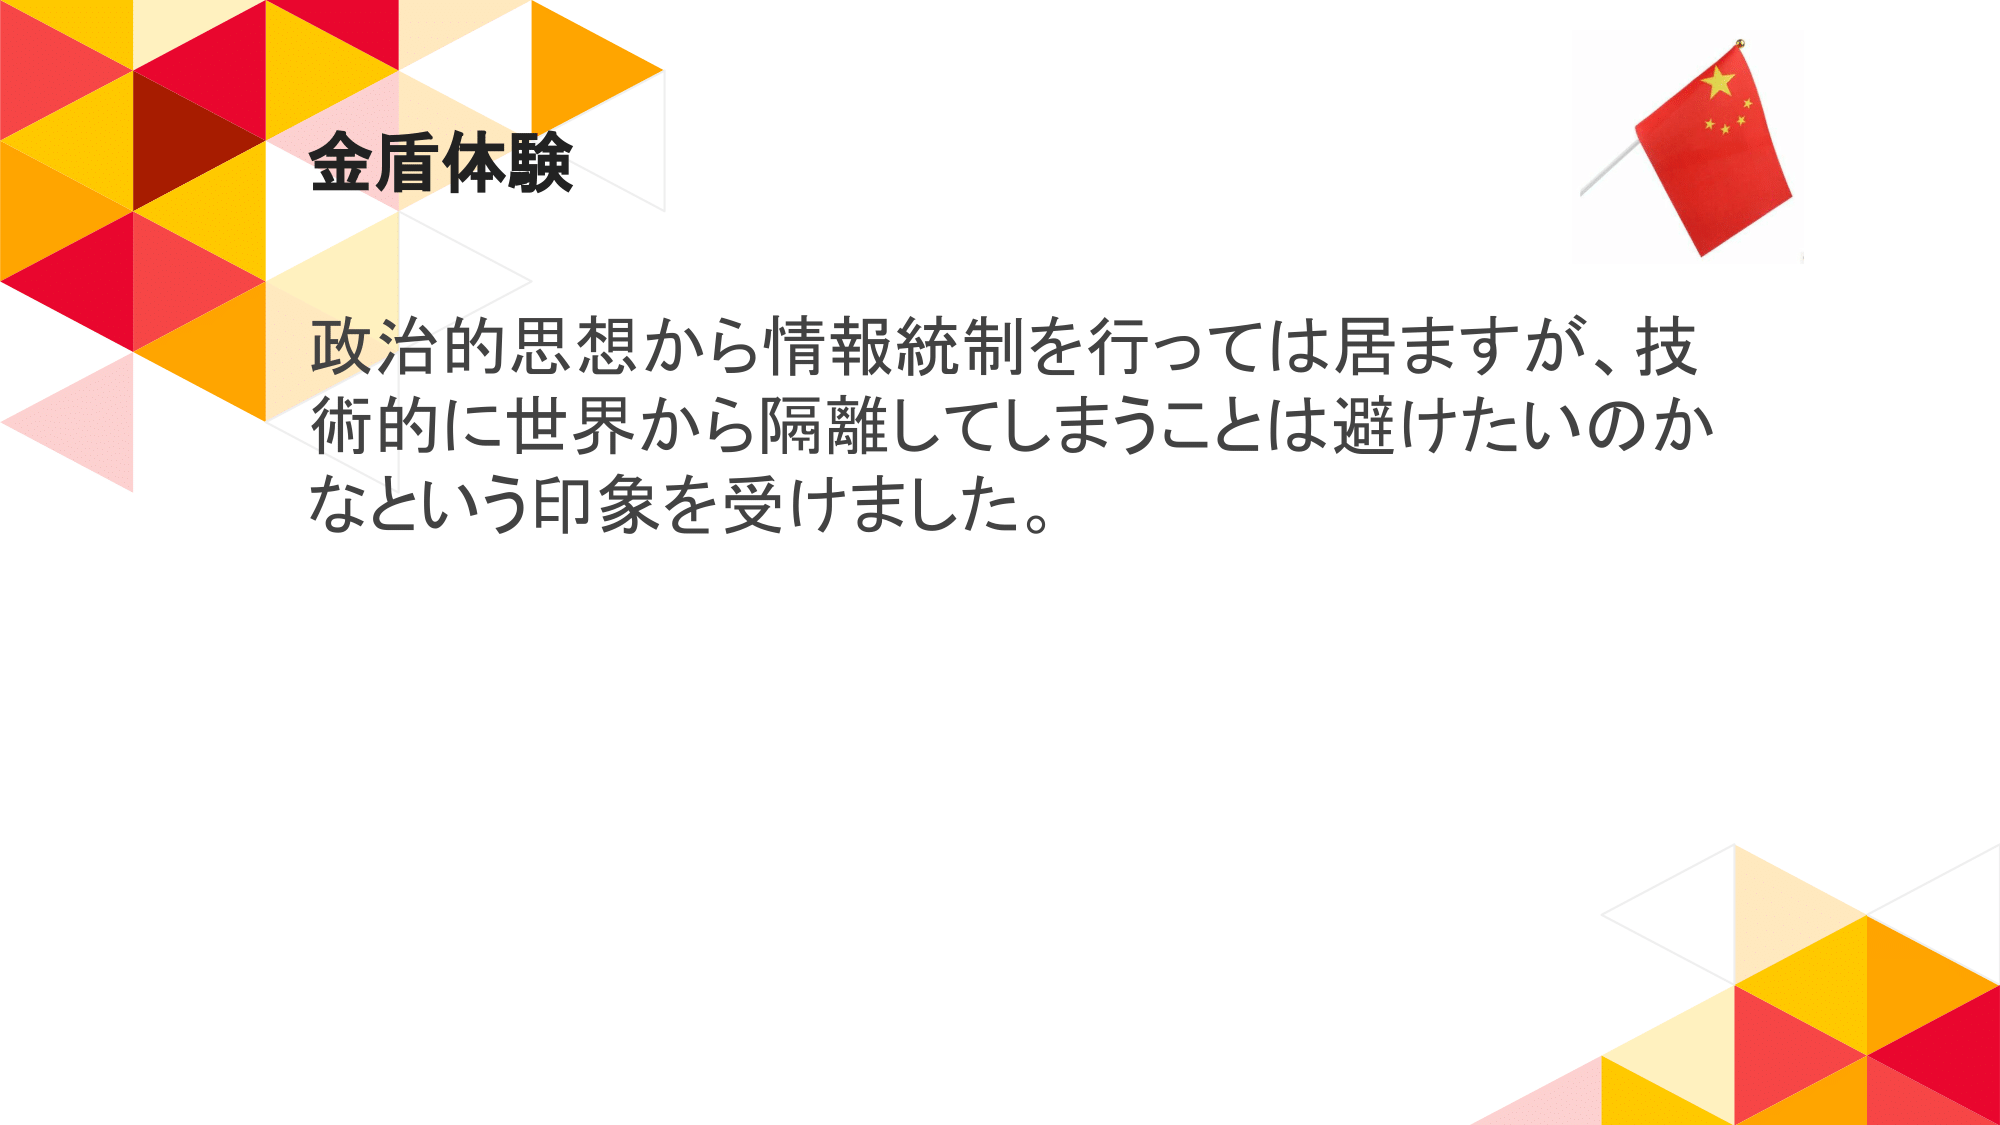 金盾体験
政治的思想から情報統制を行っては居ますが、技
術的に世界から隔離してしまうことは避けたいのか
なという印象を受けました。